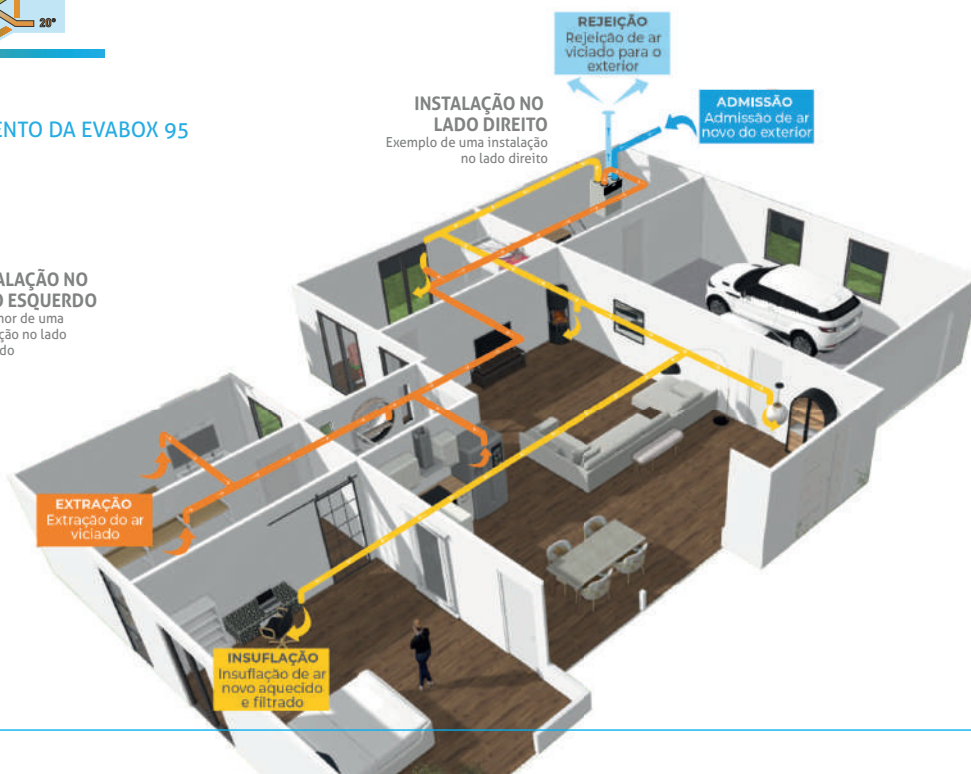 20°
REJEIÇÃO
Rejeição de ar
viciado para o
exterior
INSTALAÇÃO NO
LADO DIREITO
Exemplo de uma instalação
no lado direito
ADMISSÃO
Admissão de ar
novo do exterior
ENTO DA EVABOX 95
ALAÇÃO NO
O ESQUERDO
nor de uma
ção no lado
do
EXTRAÇÃO
Extração do ar
viciado
INSUFLAÇÃO
Insuflação de ar
novo aquecido
e filtrado